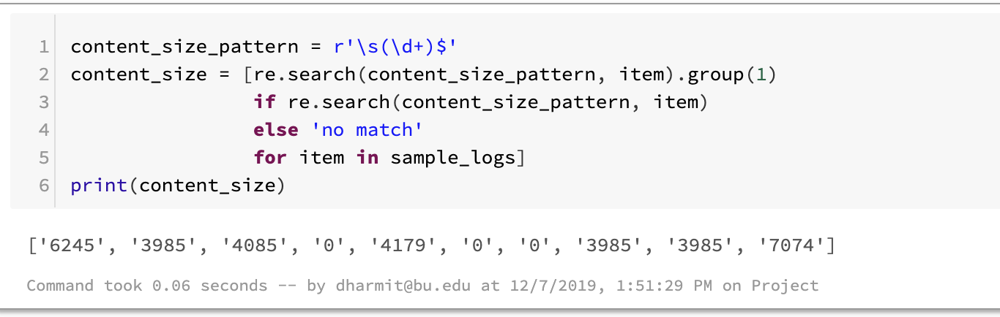 1 content_size_pattern = r'\s(\d+)$'
2 content_size = [re.search(content_size_pattern, item).group(1)
3                 if re.search(content_size_pattern, item)
4                 else 'no match'
5                 for item in sample_logs]
6 print(content_size)
['6245', '3985', '4085', '0', '4179', '0', '0', '3985', '3985', '7074']
Command took 0.06 seconds -- by dharmit@bu.edu at 12/7/2019, 1:51:29 PM on Project